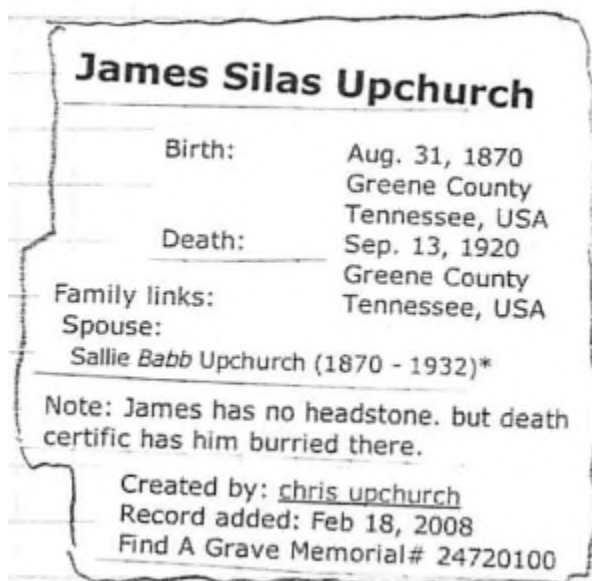 James Silas Upchurch
Birth: Aug. 31, 1870
Greene County
Tennessee, USA
Death: Sep. 13, 1920
Greene County
Tennessee, USA
Family links:
Spouse:
Sallie Babb Upchurch (1870 - 1932)*
Note: James has no headstone. but death
certific has him burried there.
Created by: chris upchurch
Record added: Feb 18, 2008
Find A Grave Memorial# 24720100